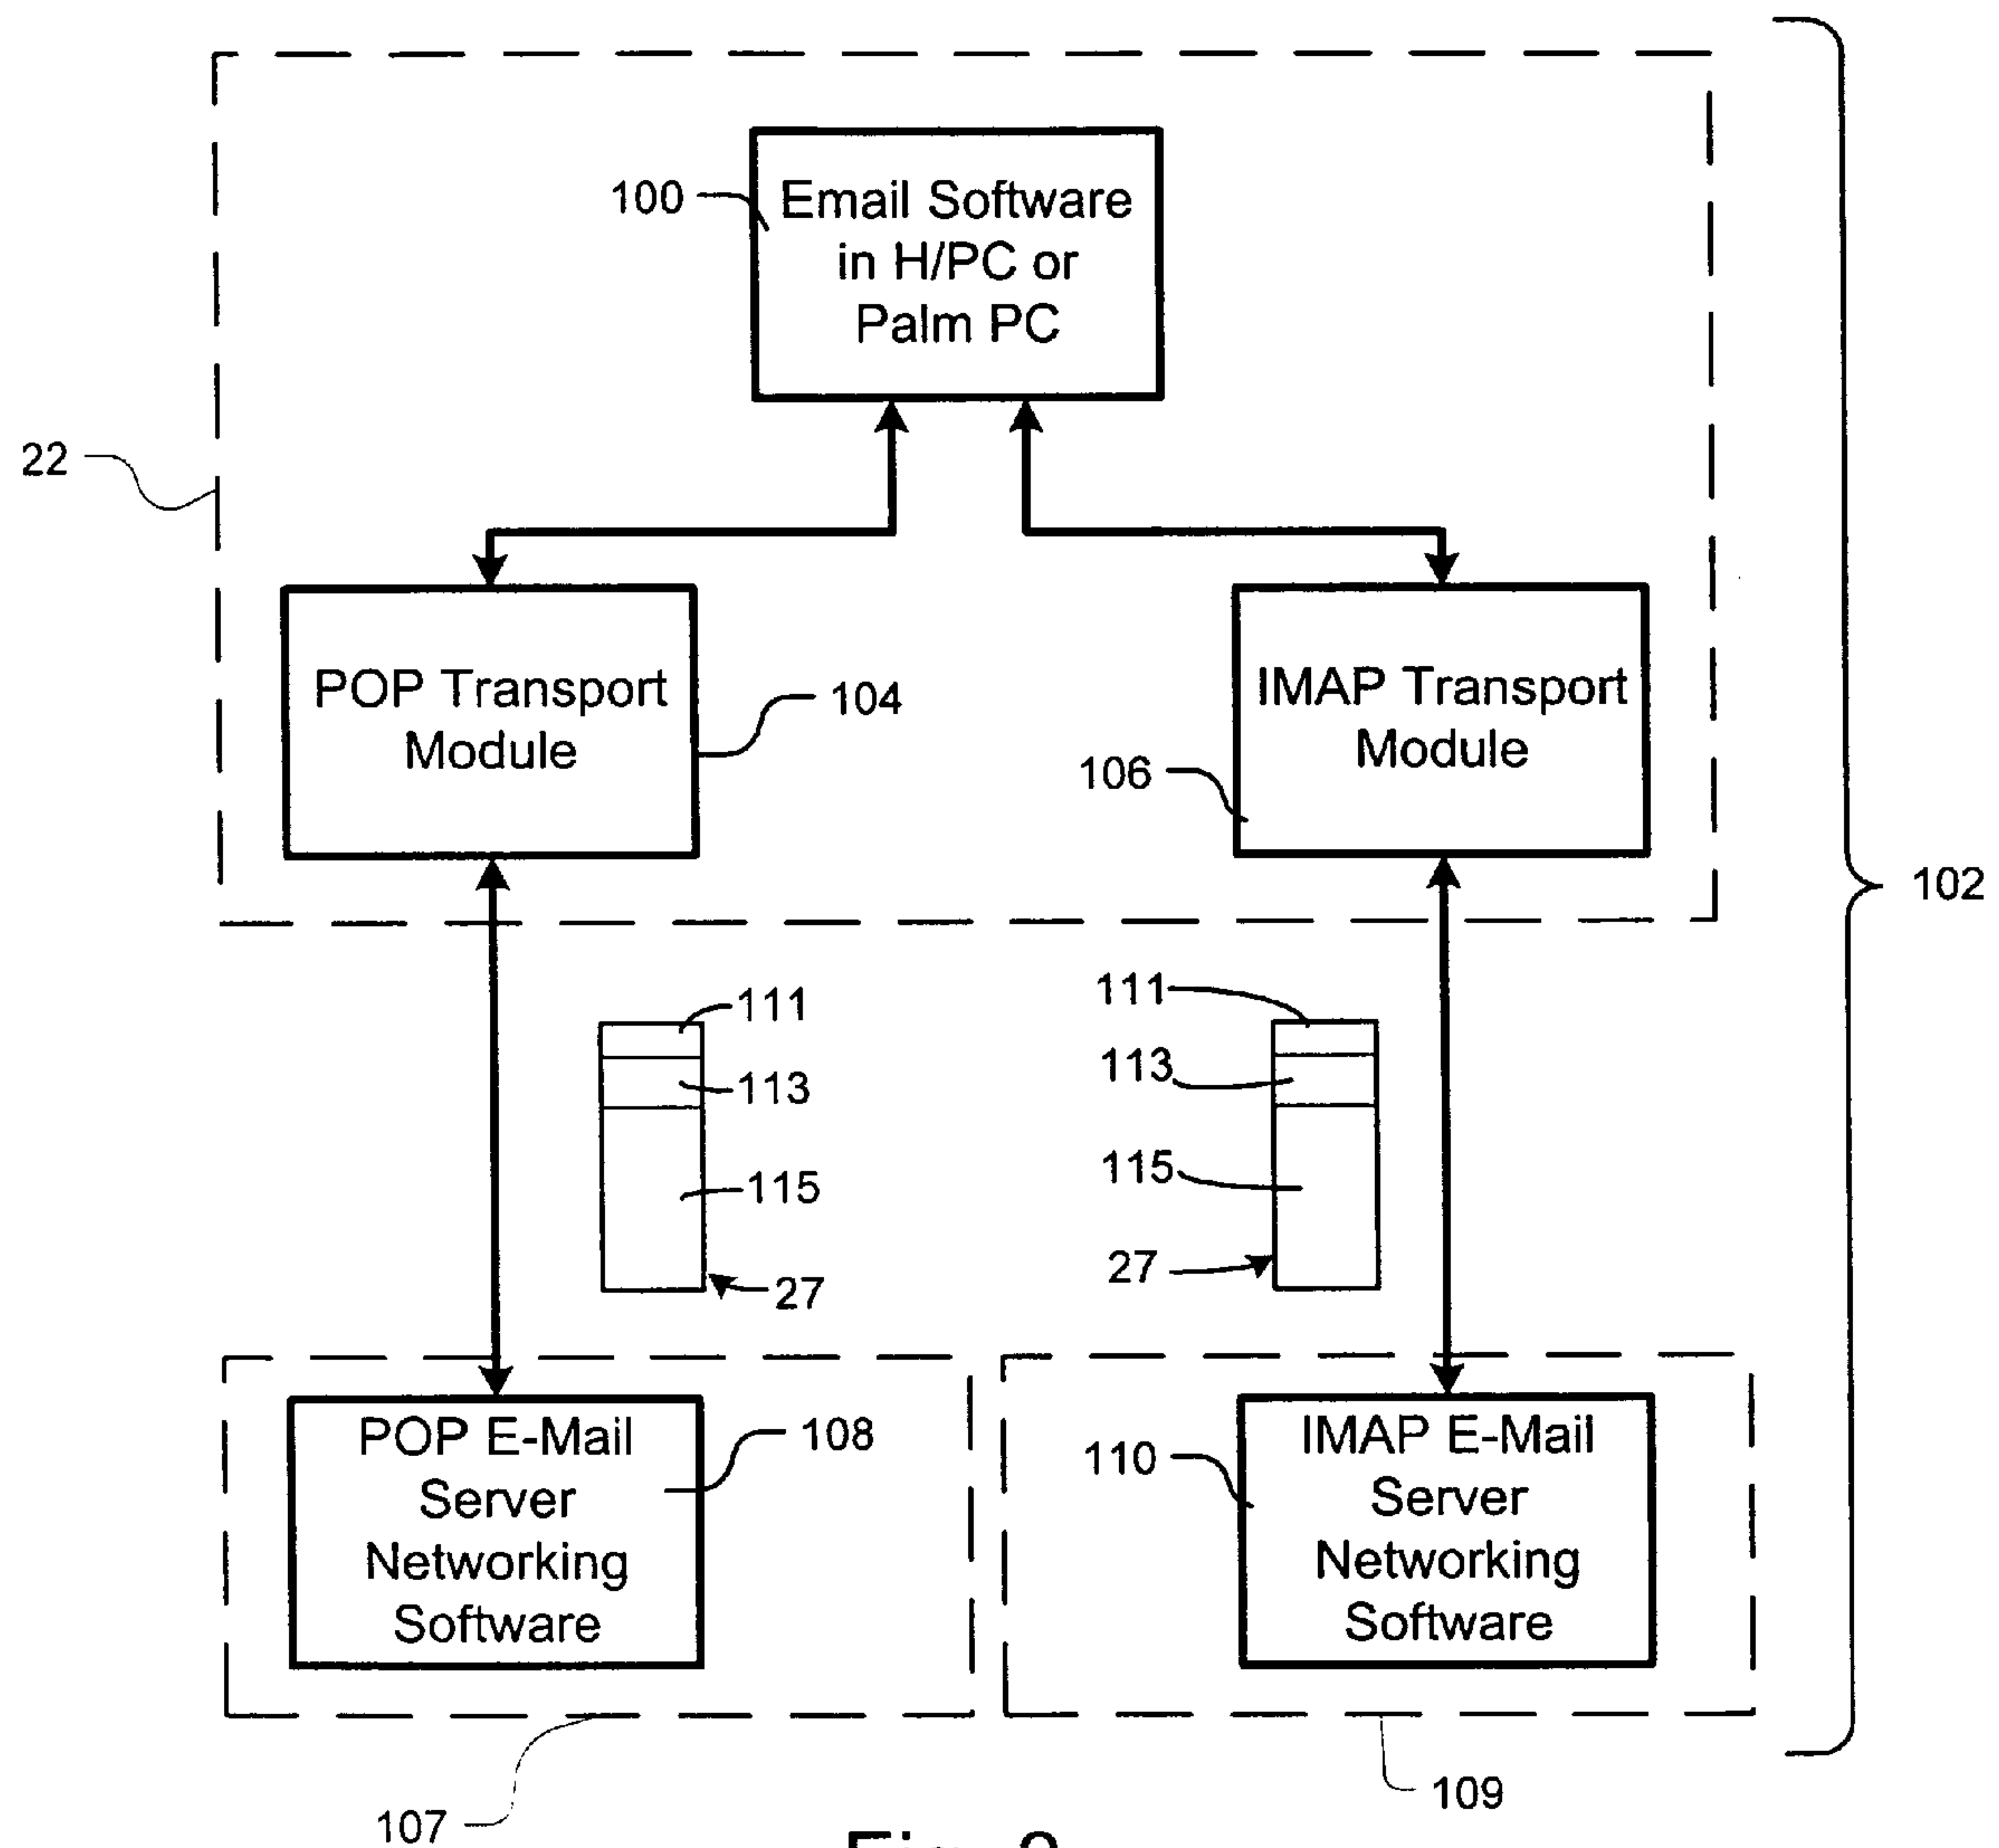 100
Email Software
in H/PC or
Palm PC
22
POP Transport
Module
104
IMAP Transport
Module
106
102
111
113
115
27
111
113
115
27
POP E-Mail
Server
Networking
Software
108
110
IMAP E-Mail
Server
Networking
Software
107
109